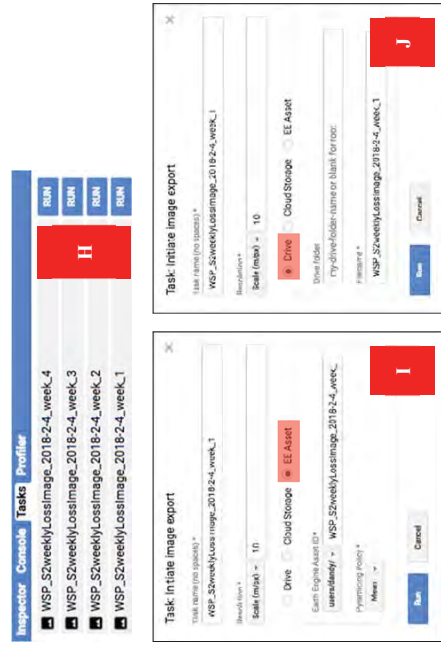 Inspector Console Tasks Profiler
WSP_S2weeklyLossImage_2018-2-4_week_4 RUN
WSP_S2weeklyLossImage_2018-2-4_week_3 RUN
WSP_S2weeklyLossImage_2018-2-4_week_2 RUN
WSP_S2weeklyLossImage_2018-2-4_week_1 RUN
H
Task: Initiate image export
Task name (no spaces) *
WSP_S2weeklyLossImage_2018-2-4_week_1
Resolution *
Scale (m/px) 10
Drive Cloud Storage EE Asset
Earth Engine Asset ID *
users/dandy/ WSP_S2weeklyLossImage_2018-2-4_week_
Pyramiding Policy *
Mean
I
Run Cancel
Task: Initiate image export
Task name (no spaces) *
WSP_S2weeklyLossImage_2018-2-4_week_1
Resolution *
Scale (m/px) 10
Drive Cloud Storage EE Asset
Drive folder
my-drive-folder-name or blank for root
Filename *
WSP_S2weeklyLossImage_2018-2-4_week_1
J
Run Cancel